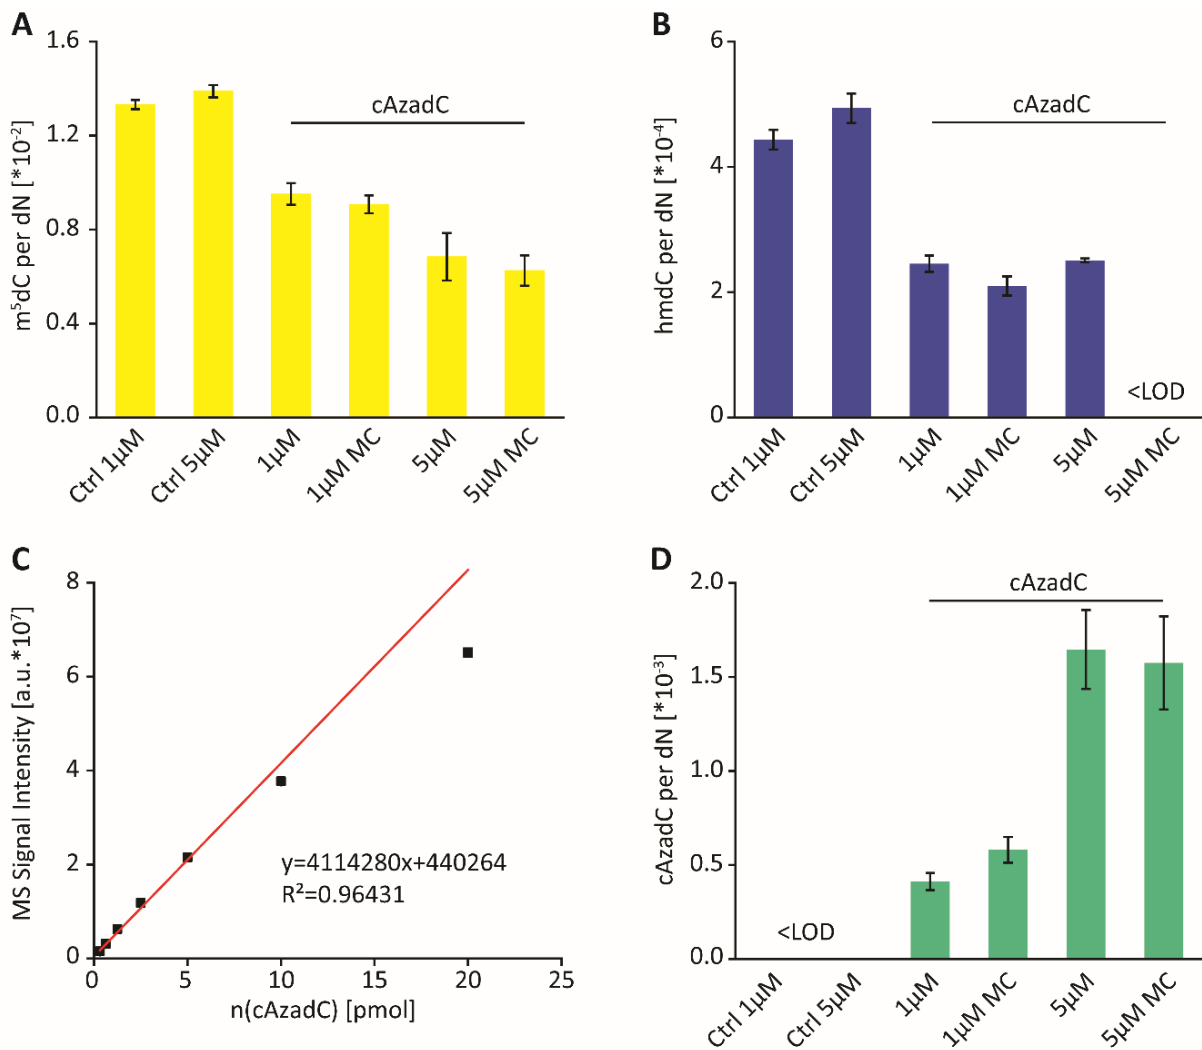 A
m⁵dC per dN [*10⁻²]
1.6
1.2
0.8
0.4
0.0
cAzadC
Ctrl 1µM
Ctrl 5µM
1µM
1µM MC
5µM
5µM MC
B
hmdC per dN [*10⁻⁴]
6
4
2
0
cAzadC
<LOD
Ctrl 1µM
Ctrl 5µM
1µM
1µM MC
5µM
5µM MC
C
MS Signal Intensity [a.u.*10⁷]
8
6
4
2
0
y=4114280x+440264
R²=0.96431
0 5 10 15 20 25
n(cAzadC) [pmol]
D
cAzadC per dN [*10⁻³]
2.0
1.5
1.0
0.5
0.0
cAzadC
<LOD
Ctrl 1µM
Ctrl 5µM
1µM
1µM MC
5µM
5µM MC